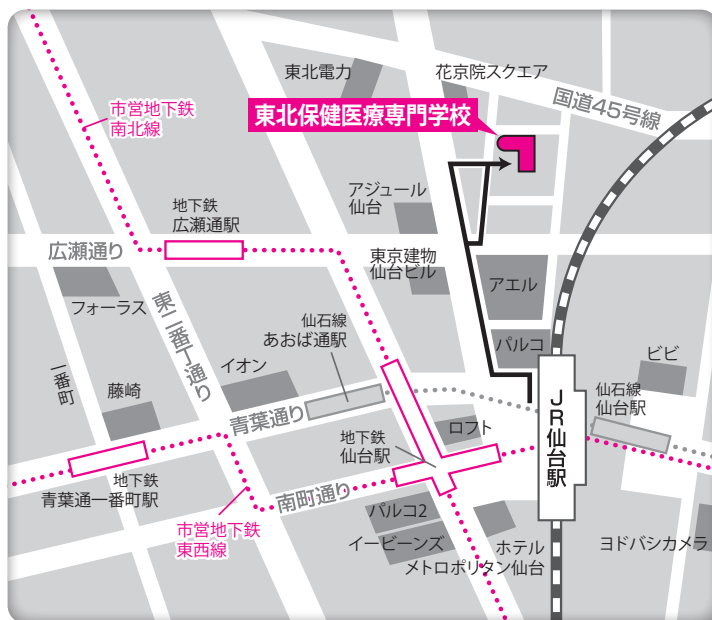 東北電力
花京院スクエア
国道45号線
市営地下鉄
南北線
東北保健医療専門学校
アジュール
仙台
地下鉄
広瀬通駅
広瀬通り
東京建物
仙台ビル
アエル
フォーラス
東二番丁通り
仙石線
あおば通駅
パルコ
一番町
藤崎
イオン
ビビ
青葉通り
仙石線
仙台駅
JR仙台駅
ロフト
地下鉄
仙台駅
地下鉄
青葉通一番町駅
南町通り
市営地下鉄
東西線
パルコ2
イービーンズ
ホテル
メトロポリタン仙台
ヨドバシカメラ